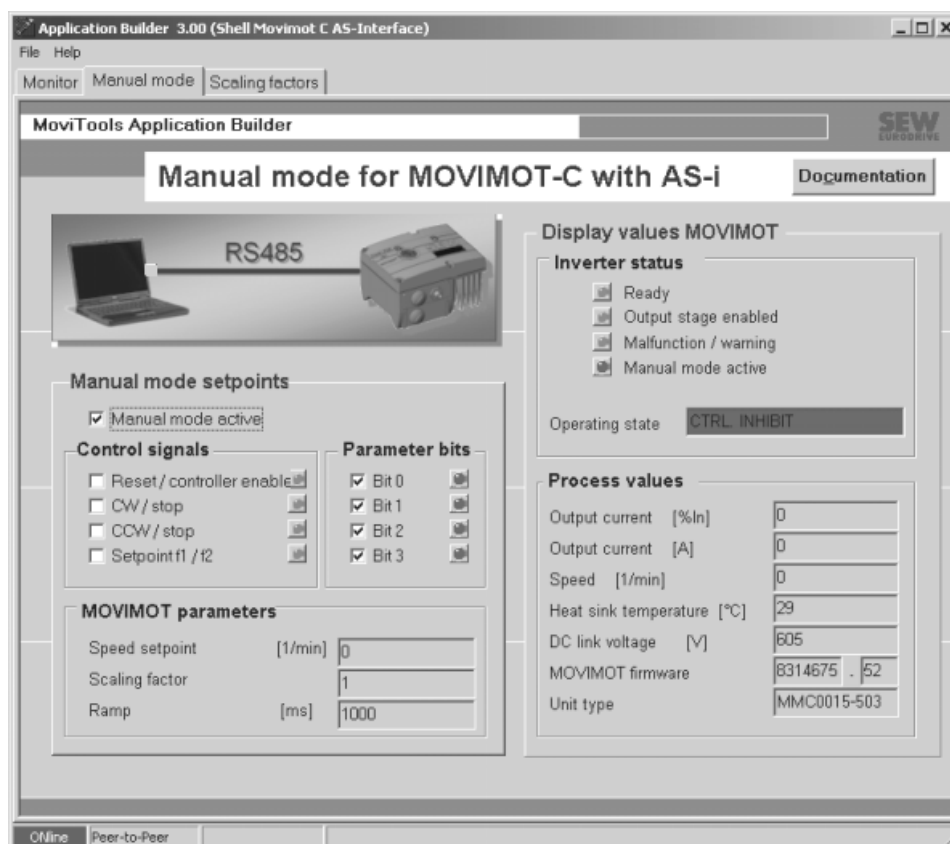 Application Builder 3.00 (Shell Movimot C AS-Interface)
File Help
Monitor Manual mode Scaling factors
MoviTools Application Builder
SEW
EURODRIVE
Manual mode for MOVIMOT-C with AS-i
Documentation
RS485
Manual mode setpoints
Manual mode active
Control signals
Reset / controller enable
CW / stop
CCW / stop
Setpoint f1 / f2
Parameter bits
Bit 0
Bit 1
Bit 2
Bit 3
MOVIMOT parameters
Speed setpoint [1/min] 0
Scaling factor 1
Ramp [ms] 1000
Display values MOVIMOT
Inverter status
Ready
Output stage enabled
Malfunction / warning
Manual mode active
Operating state CTRL. INHIBIT
Process values
Output current [%In] 0
Output current [A] 0
Speed [1/min] 0
Heat sink temperature [°C] 29
DC link voltage [V] 605
MOVIMOT firmware 8314675 . 52
Unit type MMC0015-503
ONline Peer-to-Peer